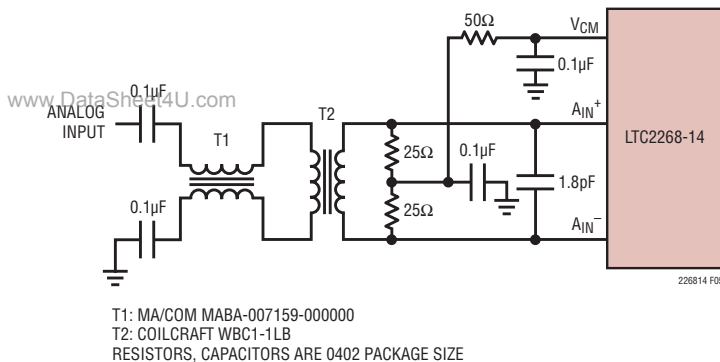 50Ω
VCM
0.1µF
www.DataSheet4U.com
0.1µF
ANALOG
INPUT
T1
T2
AIN+
LTC2268-14
25Ω
0.1µF
1.8pF
25Ω
0.1µF
AIN–
226814 F05
T1: MA/COM MABA-007159-000000
T2: COILCRAFT WBC1-1LB
RESISTORS, CAPACITORS ARE 0402 PACKAGE SIZE